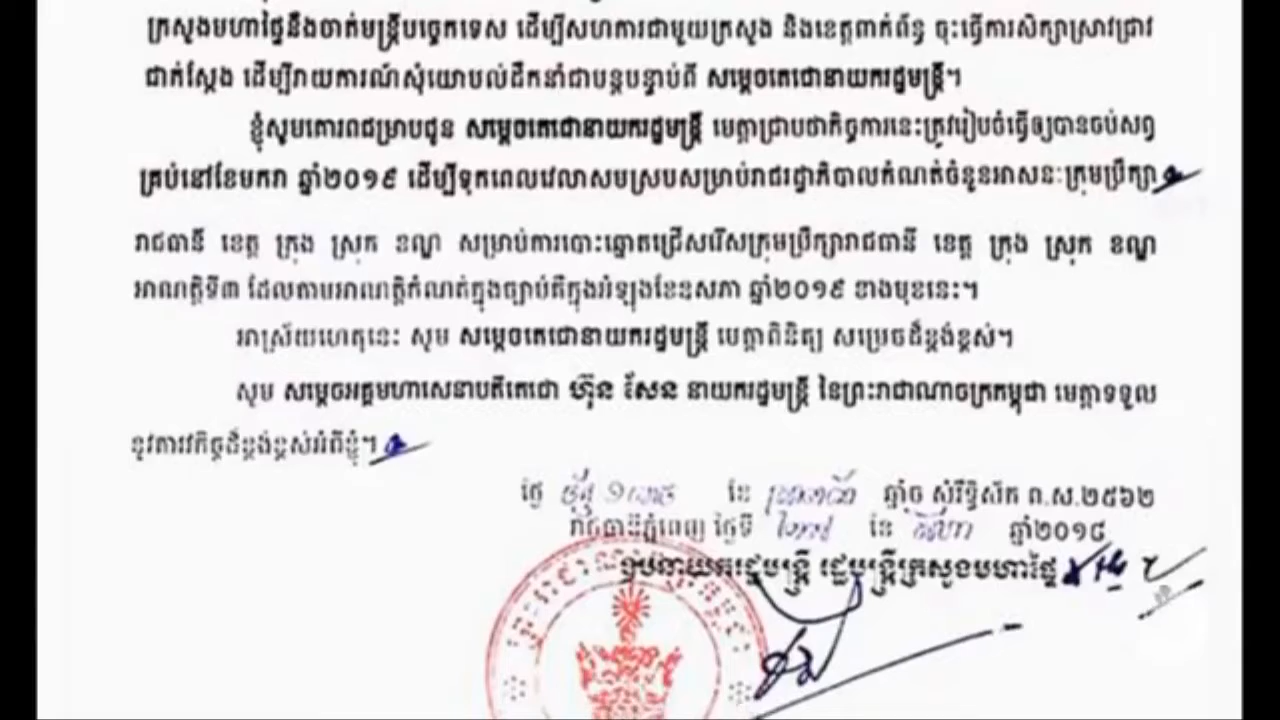 ក្រសួងមហាផ្ទៃនឹងចាត់មន្ត្រីបច្ចេកទេស ដើម្បីសហការជាមួយក្រសួង និងខេត្តពាក់ព័ន្ធ ចុះធ្វើការសិក្សាស្រាវជ្រាវ
ជាក់ស្តែង ដើម្បីរាយការណ៍សុំយោបល់ដឹកនាំជាបន្តបន្ទាប់ពី សម្តេចតេជោនាយករដ្ឋមន្ត្រី។
ខ្ញុំសូមគោរពជម្រាបជូន សម្តេចតេជោនាយករដ្ឋមន្ត្រី មេត្តាជ្រាបថាកិច្ចការនេះត្រូវរៀបចំធ្វើឲ្យបានចប់សព្វ
គ្រប់នៅខែមករា ឆ្នាំ២០១៩ ដើម្បីទុកពេលវេលាសមស្របសម្រាប់រាជរដ្ឋាភិបាលកំណត់ចំនួនអាសនៈក្រុមប្រឹក្សា
រាជធានី ខេត្ត ក្រុង ស្រុក ខណ្ឌ សម្រាប់ការបោះឆ្នោតជ្រើសរើសក្រុមប្រឹក្សារាជធានី ខេត្ត ក្រុង ស្រុក ខណ្ឌ
អាណត្តិទី៣ ដែលតាមអាណត្តិកំណត់ក្នុងច្បាប់គឺក្នុងអំឡុងខែឧសភា ឆ្នាំ២០១៩ ខាងមុខនេះ។
អាស្រ័យហេតុនេះ សូម សម្តេចតេជោនាយករដ្ឋមន្ត្រី មេត្តាពិនិត្យ សម្រេចដ៏ខ្ពង់ខ្ពស់។
សូម សម្តេចអគ្គមហាសេនាបតីតេជោ ហ៊ុន សែន នាយករដ្ឋមន្ត្រី នៃព្រះរាជាណាចក្រកម្ពុជា មេត្តាទទួល
នូវការវកិច្ចដ៏ខ្ពង់ខ្ពស់អំពីខ្ញុំ។
ថ្ងៃ ខែ ឆ្នាំច សំរឹទ្ធិស័ក ព.ស.២៥៦២
រាជធានីភ្នំពេញ ថ្ងៃទី ខែ សីហា ឆ្នាំ២០១៨
ឧបនាយករដ្ឋមន្ត្រី រដ្ឋមន្ត្រីក្រសួងមហាផ្ទៃ